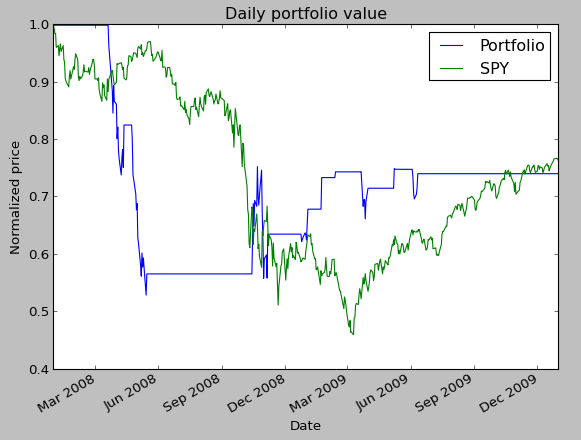 Daily portfolio value
Portfolio
SPY
1.0
0.9
0.8
0.7
0.6
0.5
0.4
Normalized price
Mar 2008
Jun 2008
Sep 2008
Dec 2008
Mar 2009
Jun 2009
Sep 2009
Dec 2009
Date